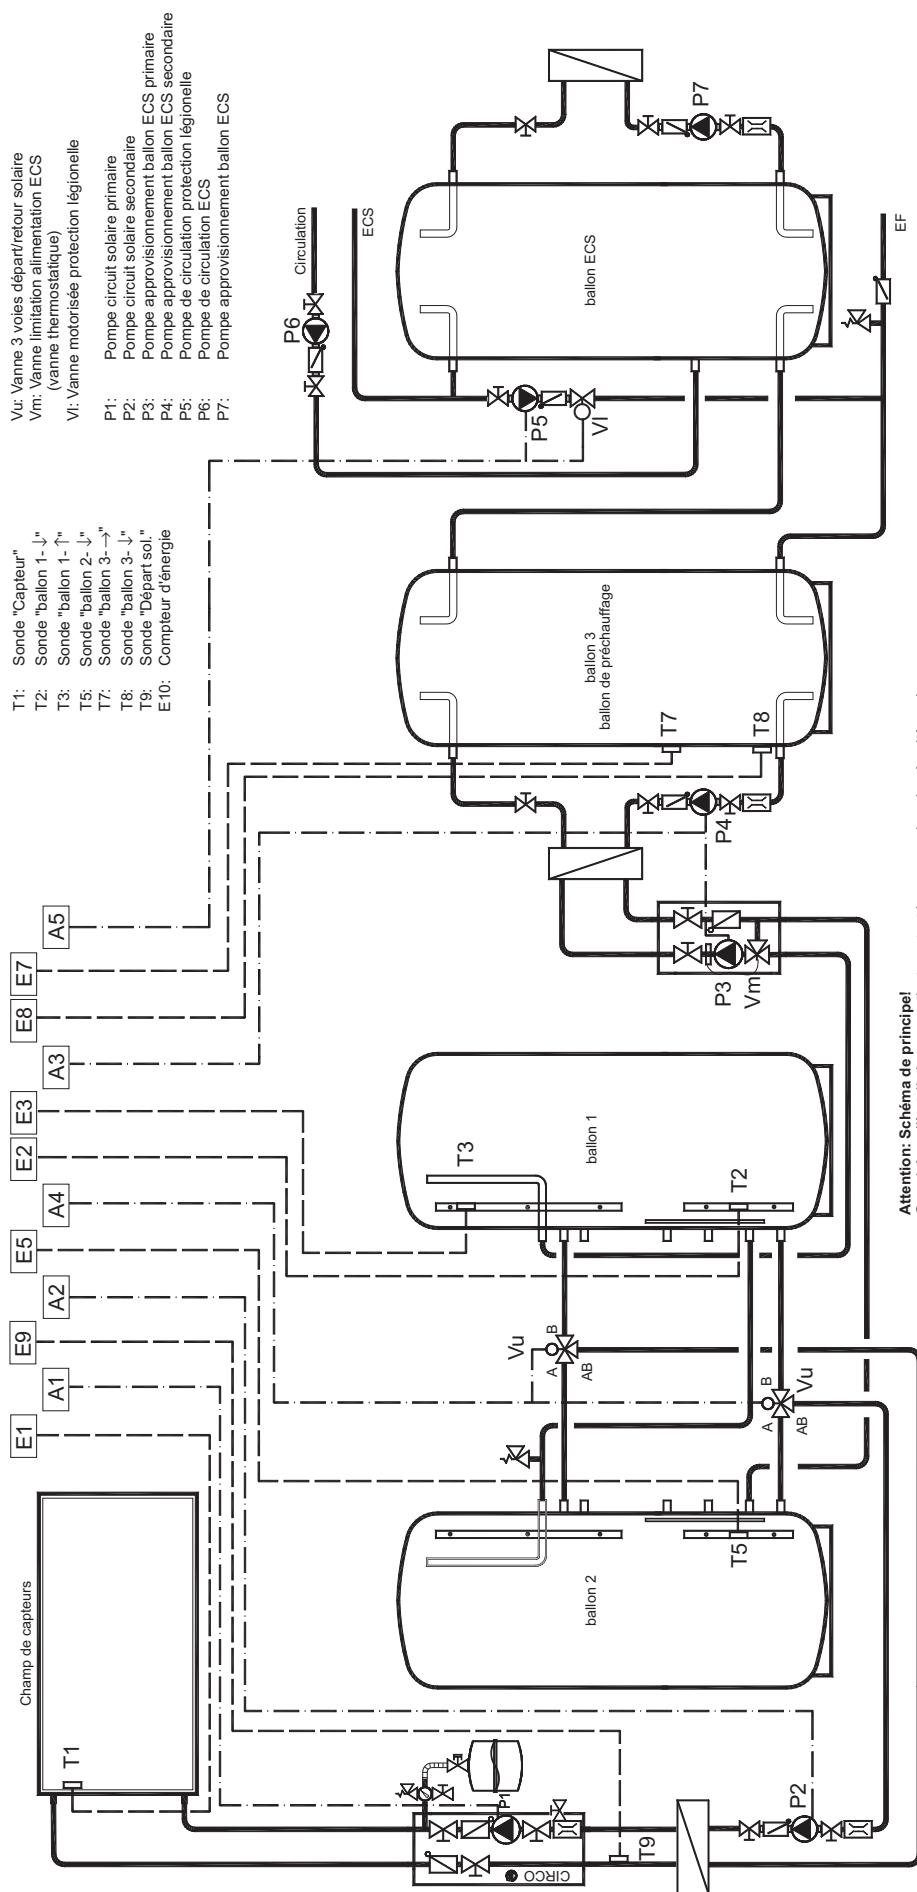 Vu: Vanne 3 voies départ/retour solaire
Vm: Vanne limitation alimentation ECS
(vanne thermostatique)
Vl: Vanne motorisée protection légionelle
P1: Pompe circuit solaire primaire
P2: Pompe circuit solaire secondaire
P3: Pompe approvisionnement ballon ECS primaire
P4: Pompe approvisionnement ballon ECS secondaire
P5: Pompe de circulation protection légionelle
P6: Pompe de circulation ECS
P7: Pompe approvisionnement ballon ECS
T1: Sonde "Capteur"
T2: Sonde "ballon 1- ↓"
T3: Sonde "ballon 1- ↑"
T5: Sonde "ballon 2- ↓"
T7: Sonde "ballon 3- →"
T8: Sonde "ballon 3- ↓"
T9: Sonde "Départ sol."
E10: Compteur d'énergie
E1
A1
E9
A2
E5
A4
E2
E3
A3
E8
E7
A5
Champ de capteurs
T1
P1
CIRCO
T9
P2
ballon 2
T5
Vu
A
B
AB
Vu
A
B
AB
ballon 1
T3
T2
P3
Vm
P4
ballon 3
ballon de préchauffage
T7
T8
P5
Vl
P6
Circulation
ECS
ballon ECS
P7
EF
Attention: Schéma de principe!